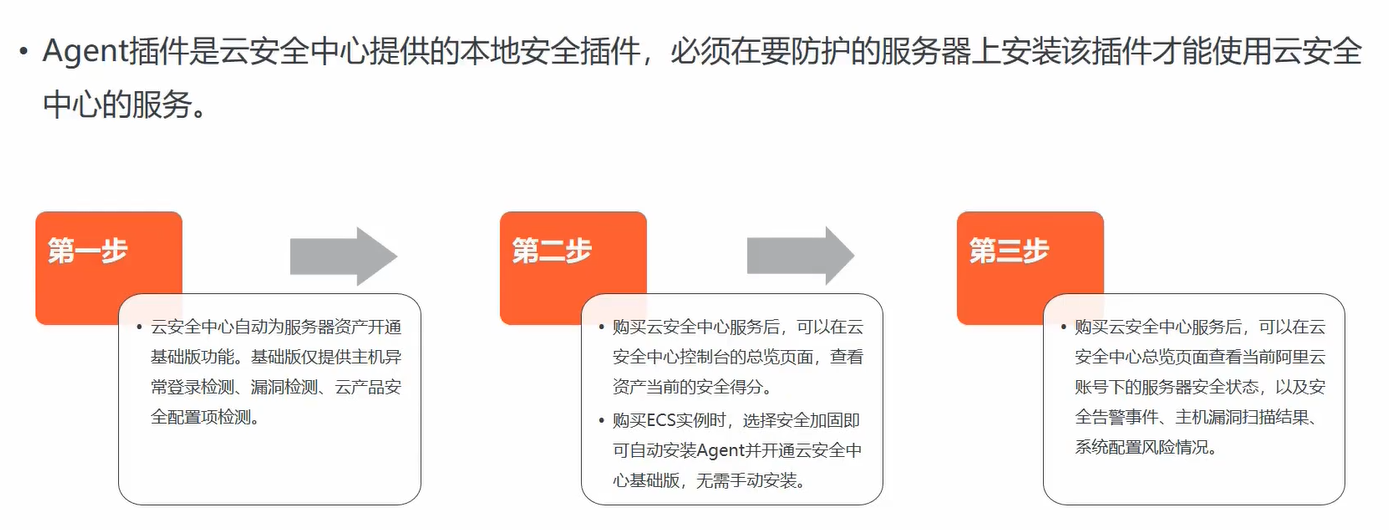 • Agent插件是云安全中心提供的本地安全插件，必须在要防护的服务器上安装该插件才能使用云安全
中心的服务。
第一步
• 云安全中心自动为服务器资产开通
基础版功能。基础版仅提供主机异
常登录检测、漏洞检测、云产品安
全配置项检测。
第二步
• 购买云安全中心服务后，可以在云
安全中心控制台的总览页面，查看
资产当前的安全得分。
• 购买ECS实例时，选择安全加固即
可自动安装Agent并开通云安全中
心基础版，无需手动安装。
第三步
• 购买云安全中心服务后，可以在云
安全中心总览页面查看当前阿里云
账号下的服务器安全状态，以及安
全告警事件、主机漏洞扫描结果、
系统配置风险情况。